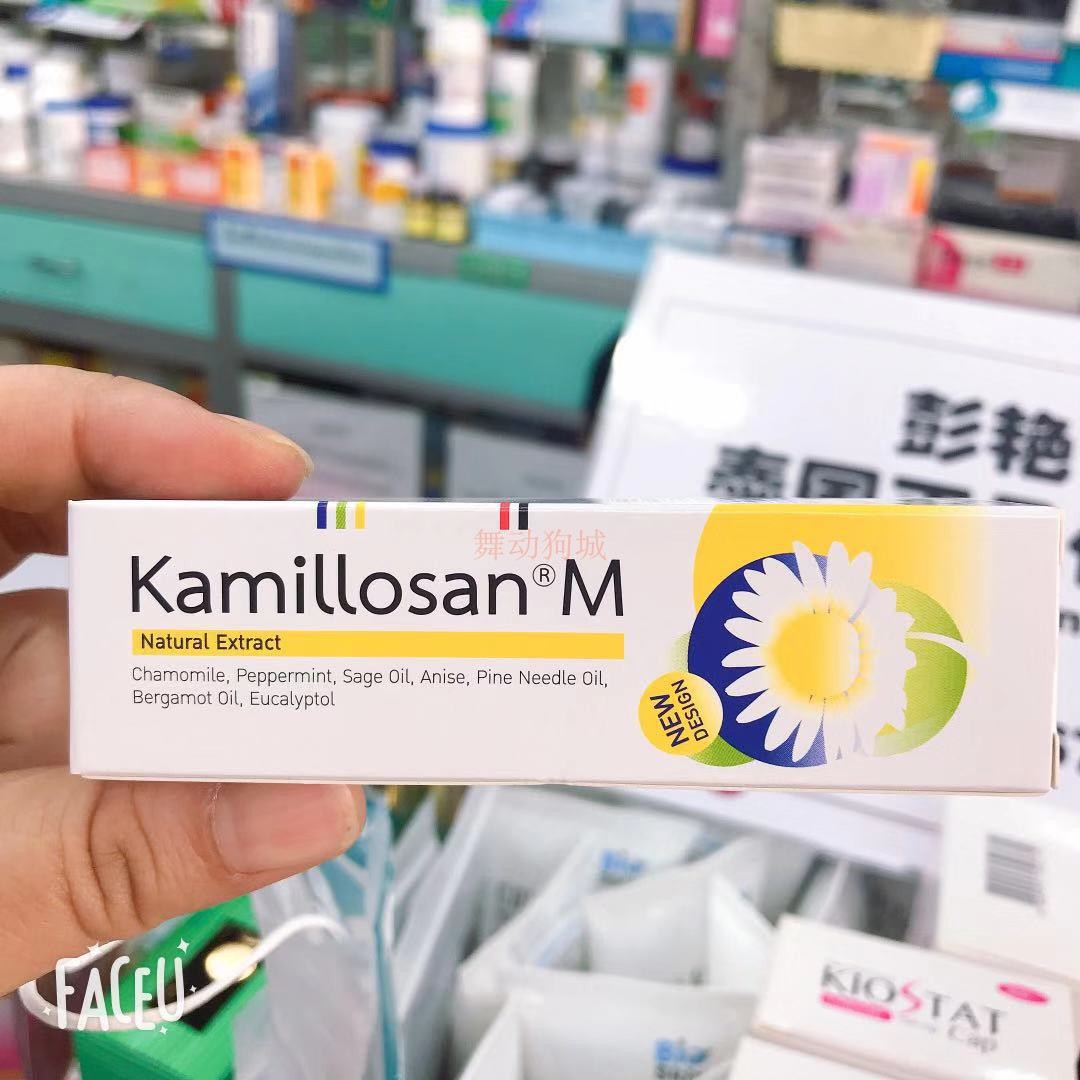 彭艳
舞动狗城
Kamillosan® M
Natural Extract
Chamomile, Peppermint, Sage Oil, Anise, Pine Needle Oil,
Bergamot Oil, Eucalyptol
NEW
DESIGN
FACEU
KIOSTAT
Cap